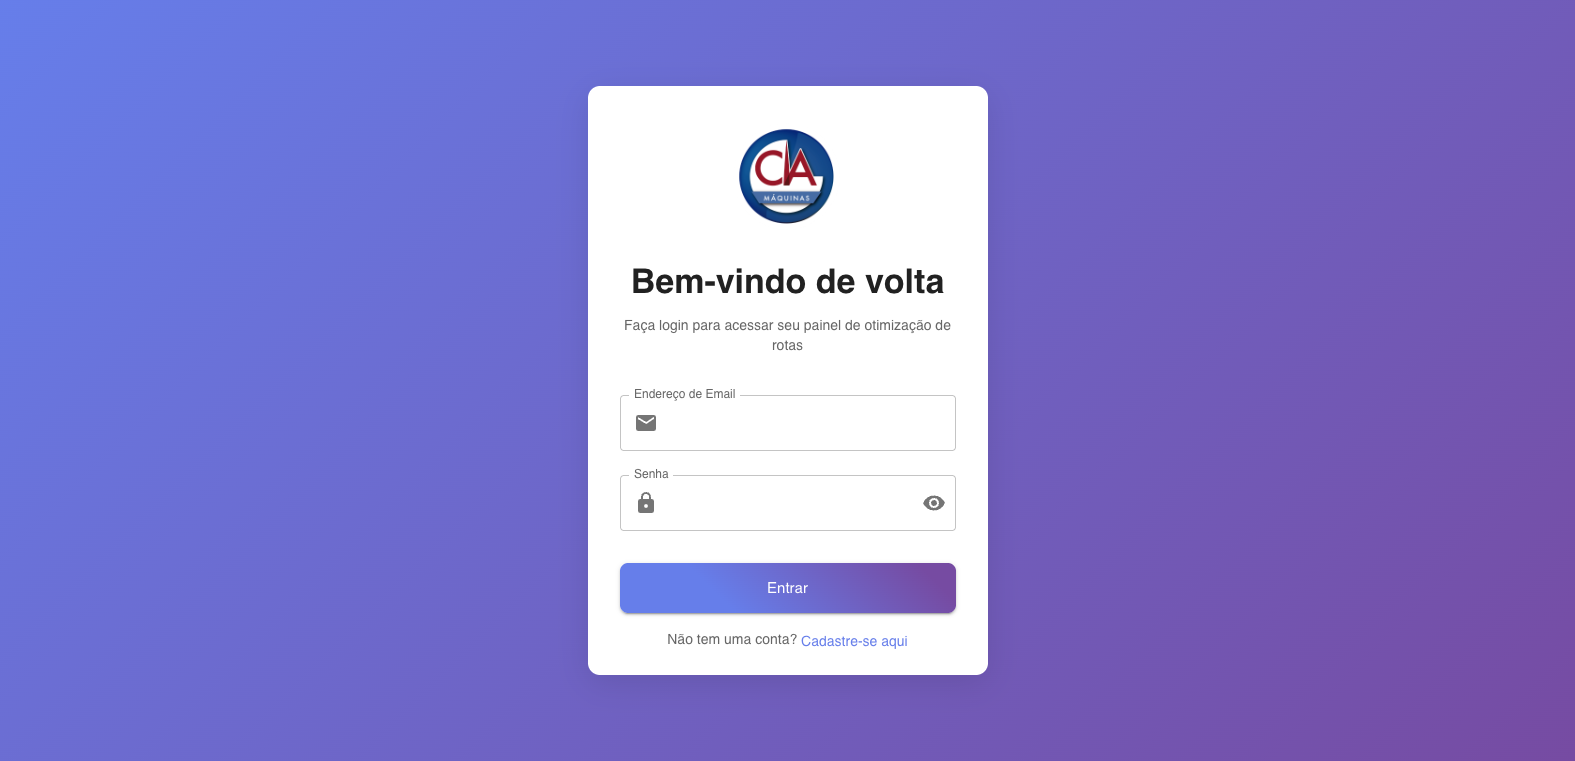 CIA
MÁQUINAS
Bem-vindo de volta
Faça login para acessar seu painel de otimização de
rotas
Endereço de Email
Senha
Entrar
Não tem uma conta? Cadastre-se aqui